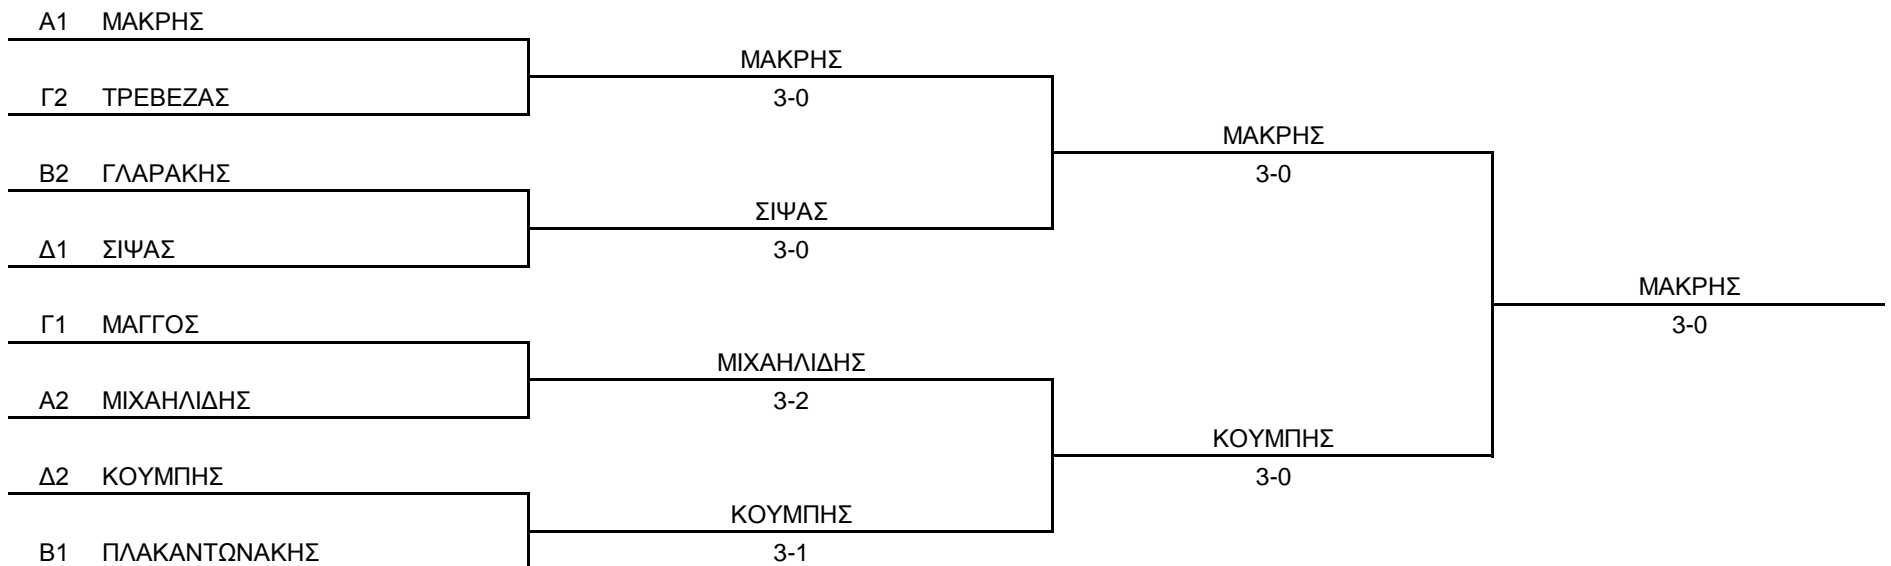 Α1 ΜΑΚΡΗΣ
ΜΑΚΡΗΣ
Γ2 ΤΡΕΒΕΖΑΣ
3-0
ΜΑΚΡΗΣ
Β2 ΓΛΑΡΑΚΗΣ
3-0
ΣΙΨΑΣ
Δ1 ΣΙΨΑΣ
3-0
ΜΑΚΡΗΣ
Γ1 ΜΑΓΓΟΣ
3-0
ΜΙΧΑΗΛΙΔΗΣ
Α2 ΜΙΧΑΗΛΙΔΗΣ
3-2
ΚΟΥΜΠΗΣ
Δ2 ΚΟΥΜΠΗΣ
3-0
ΚΟΥΜΠΗΣ
Β1 ΠΛΑΚΑΝΤΩΝΑΚΗΣ
3-1